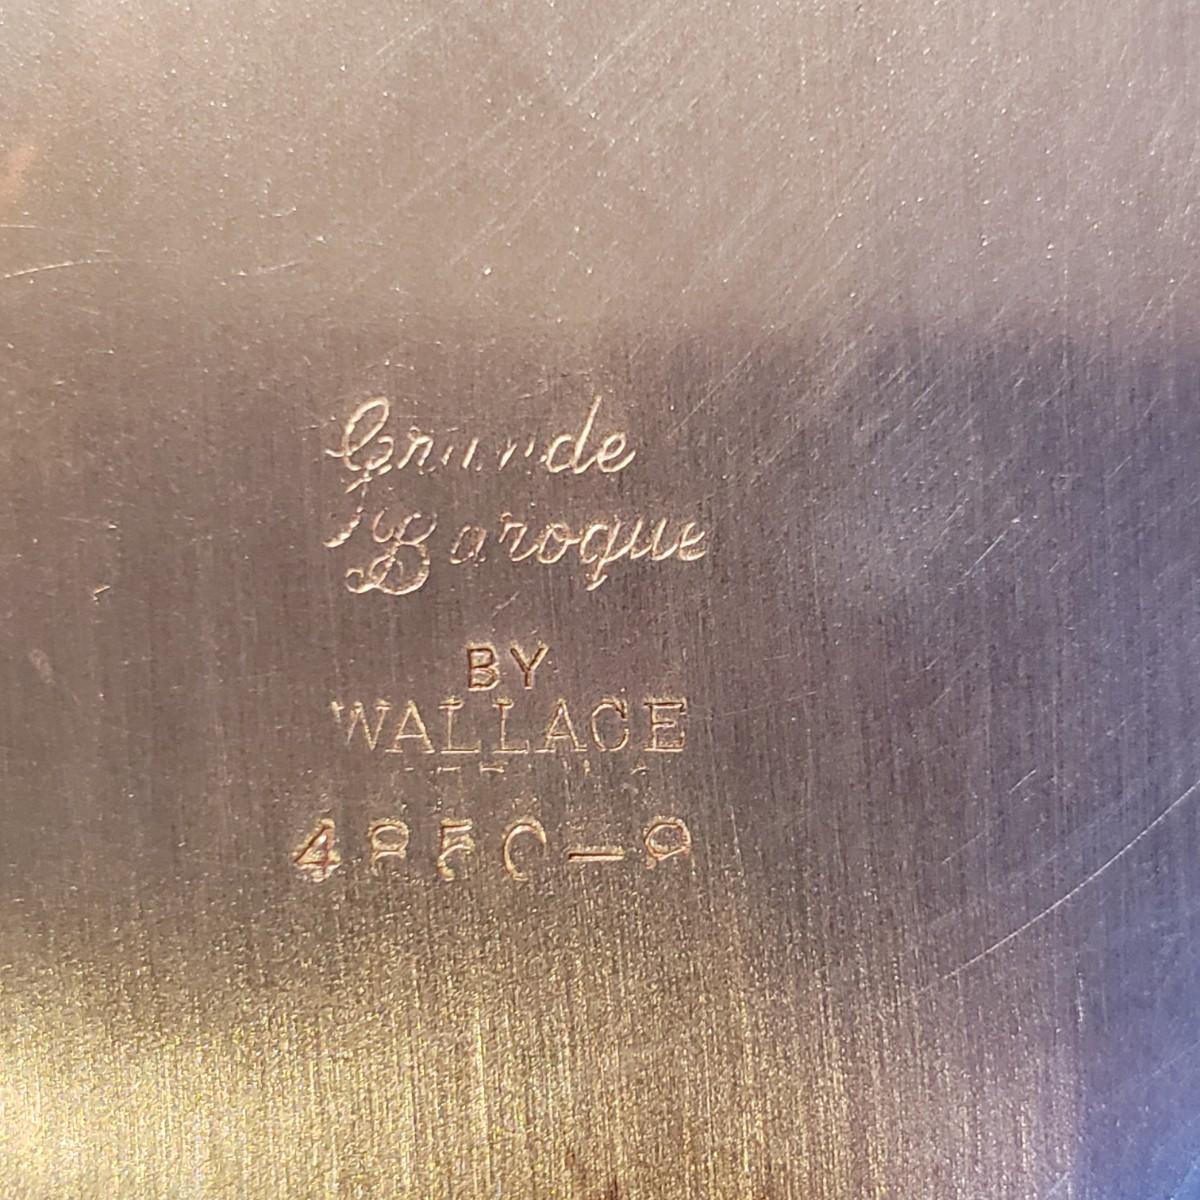 Grande
Baroque
BY
WALLACE
4850-9